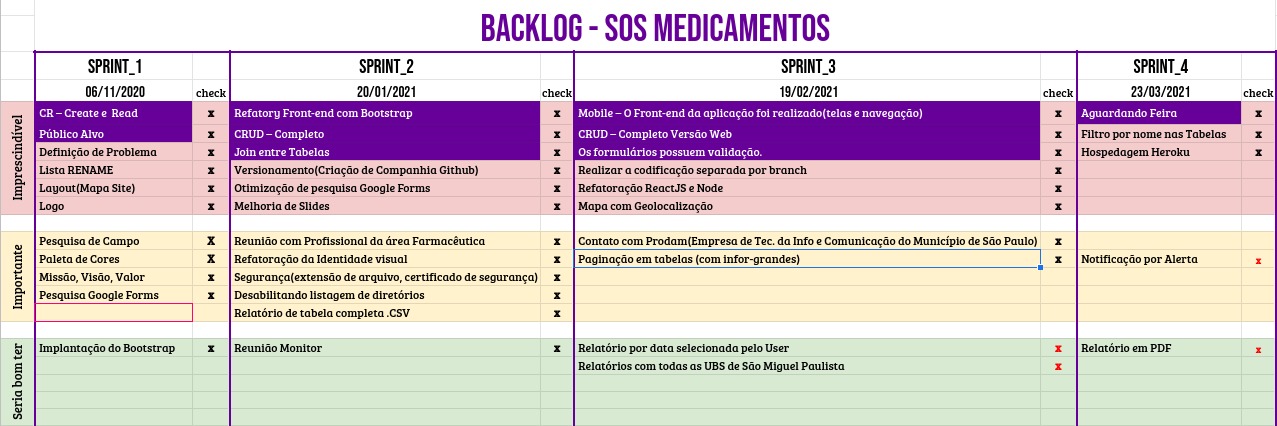 BACKLOG - SOS MEDICAMENTOS
SPRINT_1 SPRINT_2 SPRINT_3 SPRINT_4
06/11/2020 check 20/01/2021 check 19/02/2021 check 23/03/2021 check
Imprescindível
CR – Create e Read x Refatory Front-end com Bootstrap x Mobile – O Front-end da aplicação foi realizado(telas e navegação) x Aguardando Feira x
Público Alvo x CRUD – Completo x CRUD – Completo Versão Web x Filtro por nome nas Tabelas x
Definição de Problema x Join entre Tabelas x Os formulários possuem validação. x Hospedagem Heroku x
Lista RENAME x Versionamento(Criação de Companhia Github) x Realizar a codificação separada por branch x
Layout(Mapa Site) x Otimização de pesquisa Google Forms x Refatoração ReactJS e Node x
Logo x Melhoria de Slides x Mapa com Geolocalização x
Importante
Pesquisa de Campo X Reunião com Profissional da área Farmacêutica x Contato com Prodam(Empresa de Tec. da Info e Comunicação do Município de São Paulo) x
Paleta de Cores X Refatoração da Idenidade visual x Paginação em tabelas (com infor-grandes) x Notificação por Alerta x
Missão, Visão, Valor x Segurança(extensão de arquivo, certificado de segurança) x
Pesquisa Google Forms x Desabilitando listagem de diretórios x
Relatório de tabela completa .CSV x
Seria bom ter
Implantação do Bootstrap x Reunião Monitor x Relatório por data selecionada pelo User x Relatório em PDF x
Relatórios com todas as UBS de São Miguel Paulista x